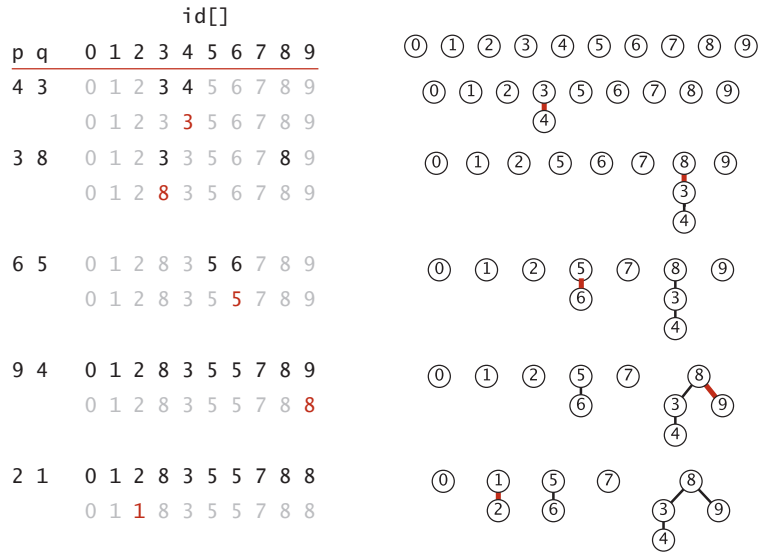 id[]
p q 0 1 2 3 4 5 6 7 8 9
0 1 2 3 4 5 6 7 8 9
4 3 0 1 2 3 4 5 6 7 8 9
0 1 2 3 5 6 7 8 9
4
0 1 2 3 3 5 6 7 8 9
3 8 0 1 2 3 3 5 6 7 8 9
0 1 2 5 6 7 8 9
3
4
0 1 2 8 3 5 6 7 8 9
6 5 0 1 2 8 3 5 6 7 8 9
0 1 2 5 7 8 9
6 3
4
0 1 2 8 3 5 5 7 8 9
9 4 0 1 2 8 3 5 5 7 8 9
0 1 2 5 7 8
6 3 9
4
0 1 2 8 3 5 5 7 8 8
2 1 0 1 2 8 3 5 5 7 8 8
0 1 5 7 8
2 6 3 9
4
0 1 1 8 3 5 5 7 8 8